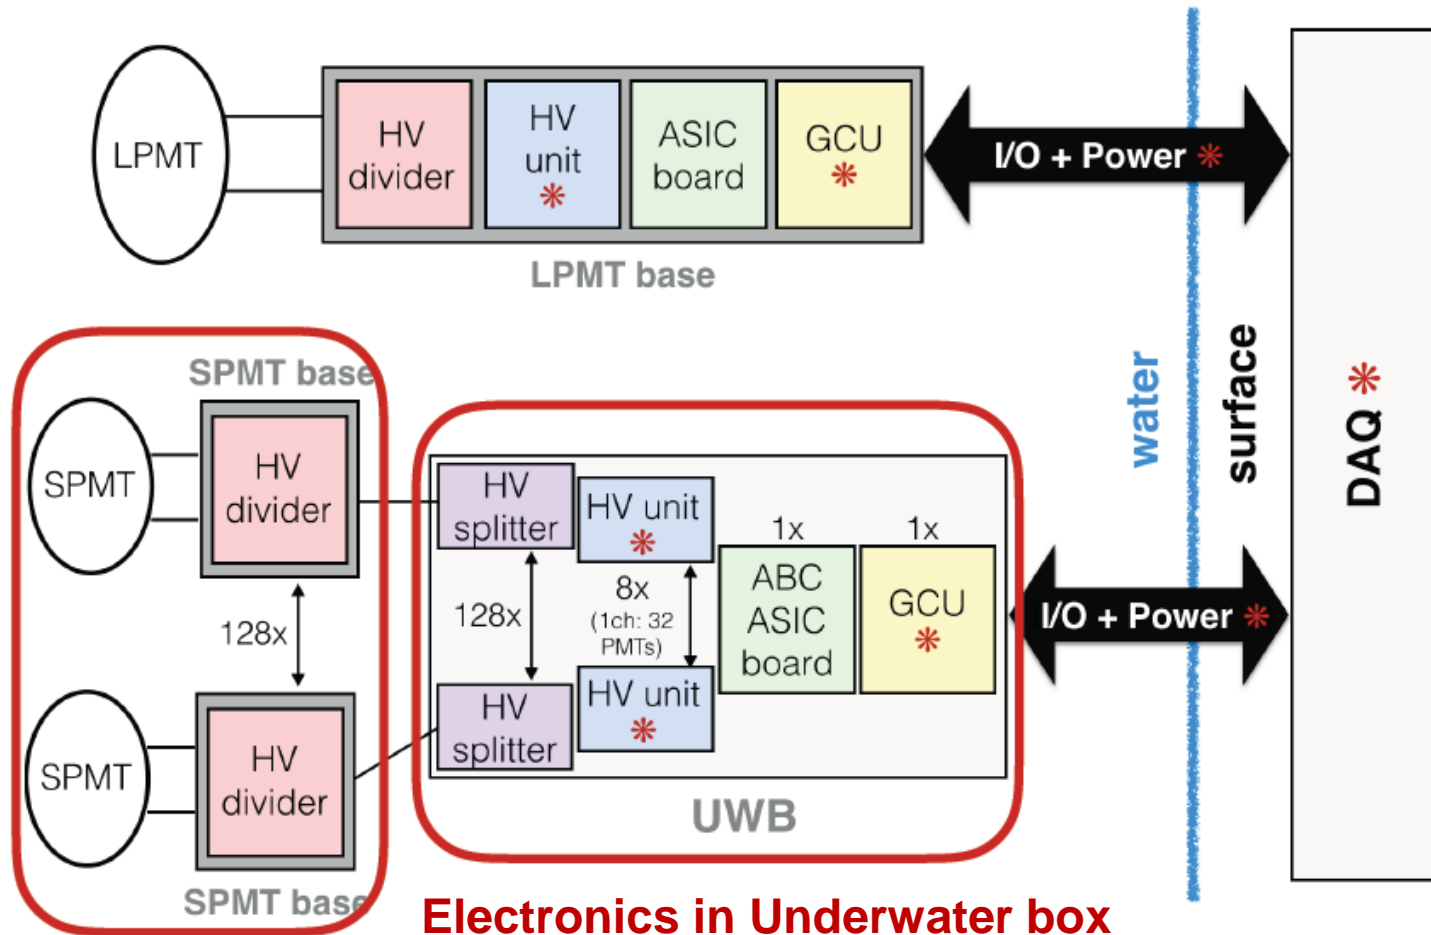 LPMT
HV
divider
HV
unit
*
ASIC
board
GCU
*
I/O + Power *
LPMT base
water
surface
DAQ *
SPMT base
SPMT
HV
divider
128x
SPMT
HV
divider
SPMT base
HV
splitter
128x
HV
splitter
HV unit
*
8x
(1ch: 32
PMTs)
HV unit
*
1x
ABC
ASIC
board
1x
GCU
*
I/O + Power *
UWB
Electronics in Underwater box